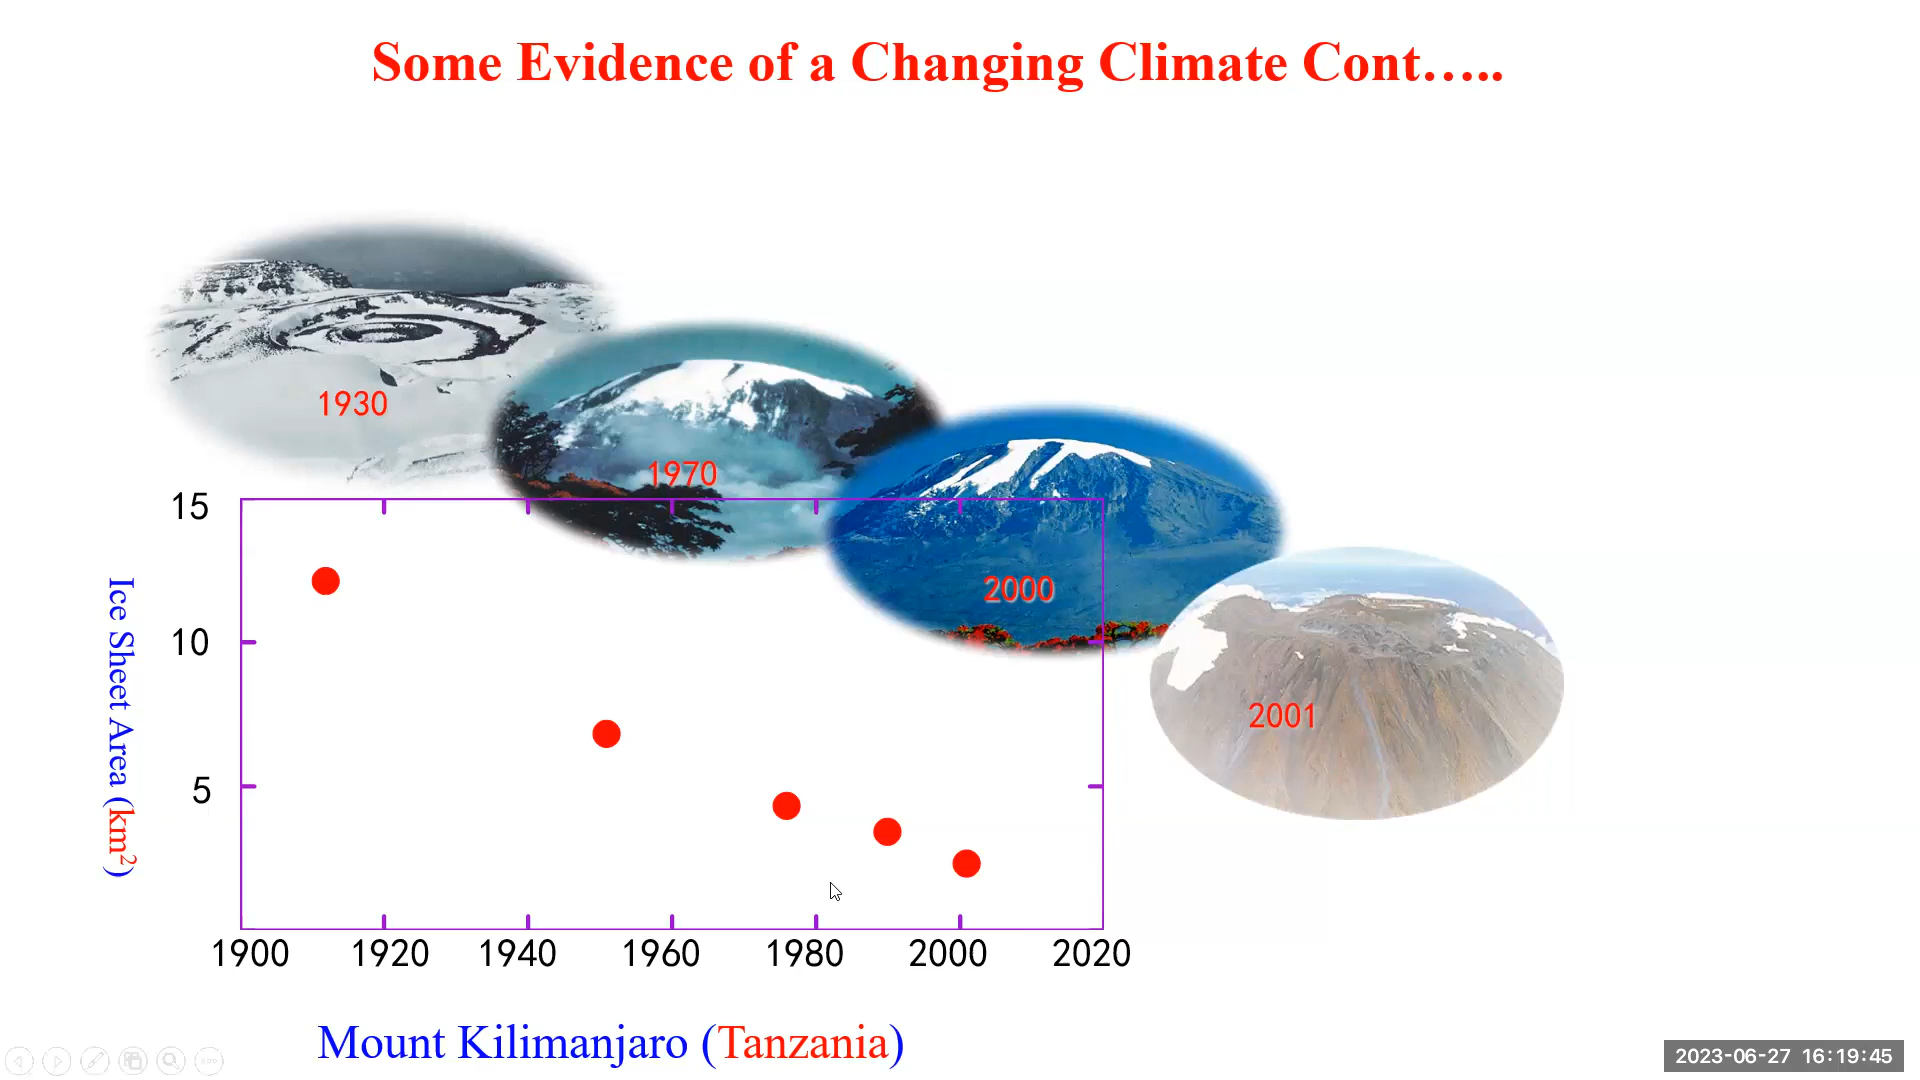 Some Evidence of a Changing Climate Cont…..
1930
1970
2000
2001
15
10
5
Ice Sheet Area (km²)
1900 1920 1940 1960 1980 2000 2020
Mount Kilimanjaro (Tanzania)
2023-06-27 16:19:45